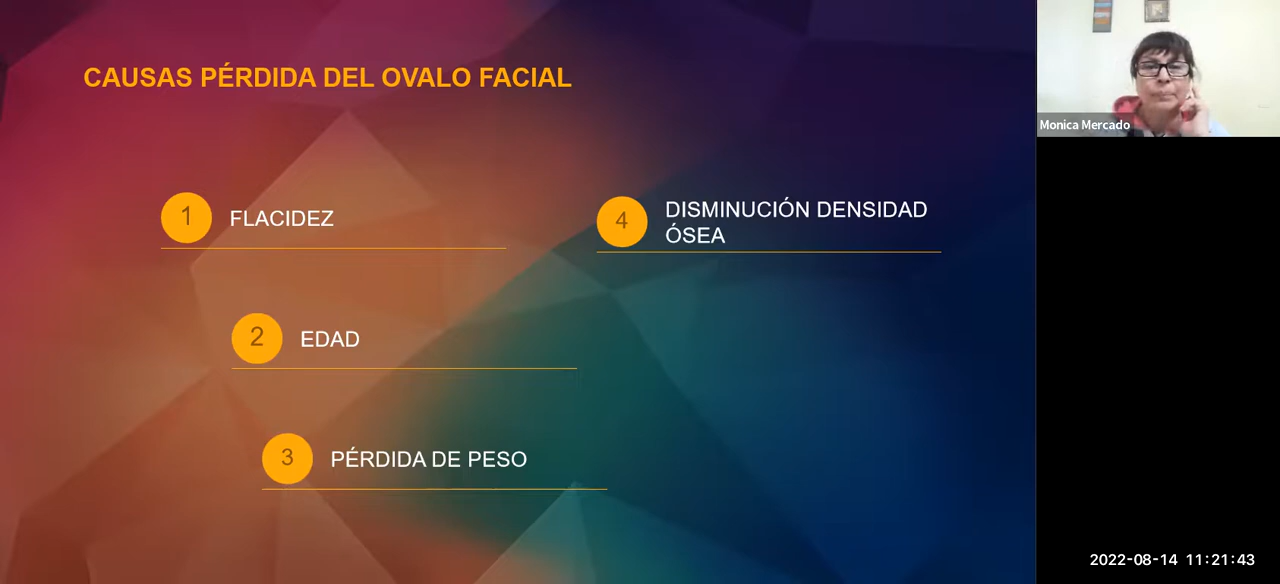 CAUSAS PÉRDIDA DEL OVALO FACIAL
1 FLACIDEZ
2 EDAD
3 PÉRDIDA DE PESO
4 DISMINUCIÓN DENSIDAD
ÓSEA
Monica Mercado
2022-08-14 11:21:43